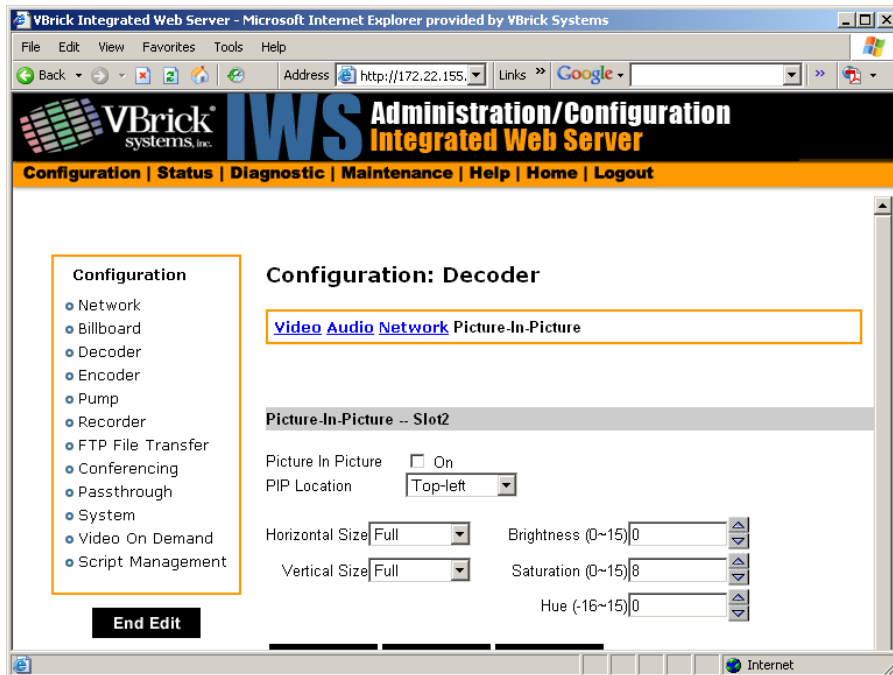 VBrick Integrated Web Server - Microsoft Internet Explorer provided by VBrick Systems
File Edit View Favorites Tools Help
Back Address http://172.22.155. Links » Google »
VBrick systems, inc. IWS Administration/Configuration
Integrated Web Server
Configuration | Status | Diagnostic | Maintenance | Help | Home | Logout
Configuration
Network
Billboard
Decoder
Encoder
Pump
Recorder
FTP File Transfer
Conferencing
Passthrough
System
Video On Demand
Script Management
End Edit
Configuration: Decoder
Video Audio Network Picture-In-Picture
Picture-In-Picture -- Slot2
Picture In Picture On
PIP Location Top-left
Horizontal Size Full Brightness (0~15) 0
Vertical Size Full Saturation (0~15) 8
Hue (-16~15) 0
Internet